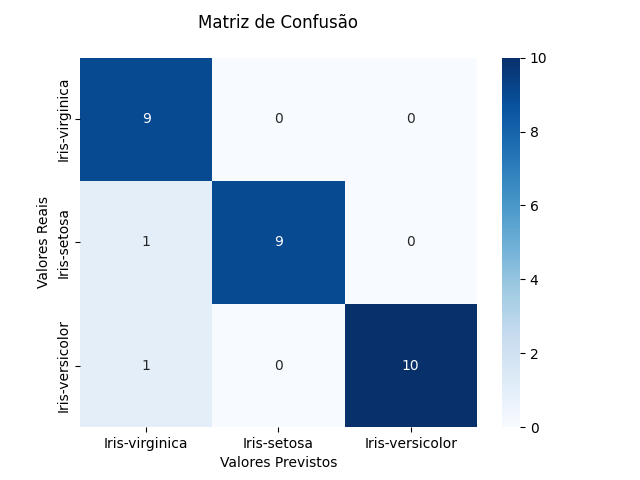 Matriz de Confusão
Valores Reais
Iris-virginica
9
0
0
Iris-setosa
1
9
0
Iris-versicolor
1
0
10
Iris-virginica
Iris-setosa
Iris-versicolor
Valores Previstos
10
8
6
4
2
0